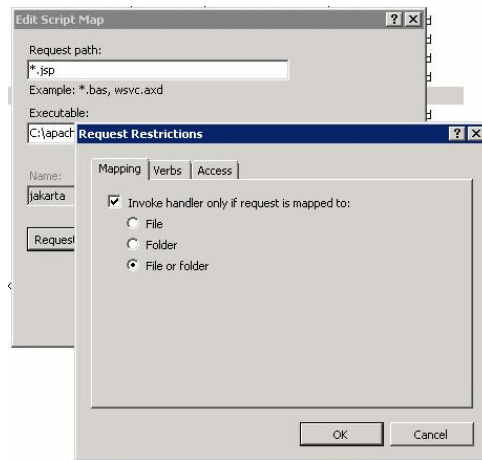 Edit Script Map
Request path:
*.jsp
Example: *.bas, wsvc.axd
Executable:
C:\apach
Name:
jakarta
Request Restrictions
Mapping Verbs Access
Invoke handler only if request is mapped to:
File
Folder
File or folder
OK Cancel